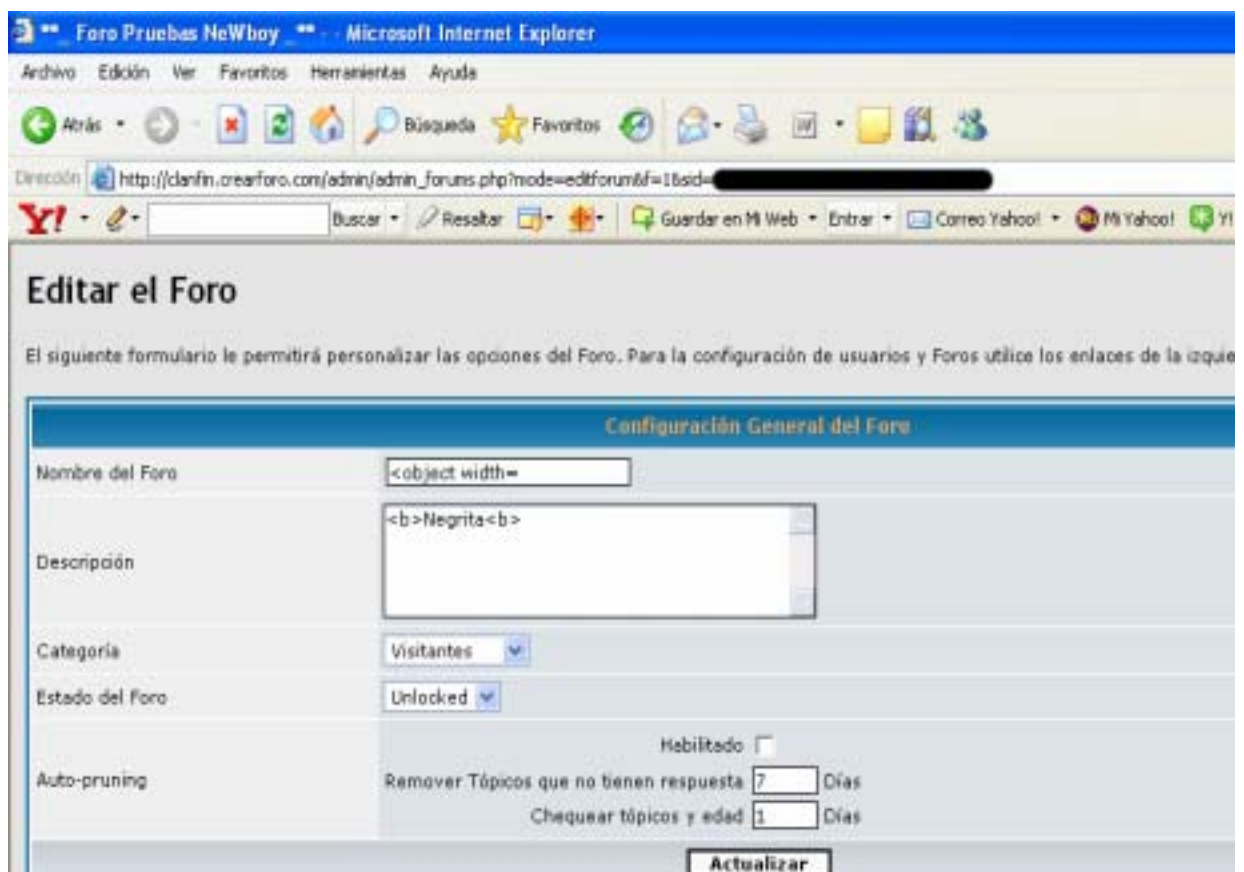 **_ Foro Pruebas NeWboy _** - - Microsoft Internet Explorer
Archivo Edición Ver Favoritos Herramientas Ayuda
Atrás Búsqueda Favoritos
Dirección http://clanfin.crearforo.com/admin/admin_forums.php?mode=editforum&f=1&sid=
Y! Buscar Resaltar Guardar en Mi Web Entrar Correo Yahoo! Mi Yahoo! Y!
Editar el Foro
El siguiente formulario le permitirá personalizar las opciones del Foro. Para la configuración de usuarios y Foros utilice los enlaces de la izquie
Configuración General del Foro
Nombre del Foro <object width=
Descripción <b>Negrita<b>
Categoría Visitantes
Estado del Foro Unlocked
Auto-pruning Habilitado
Remover Tópicos que no tienen respuesta 7 Días
Chequear tópicos y edad 1 Días
Actualizar